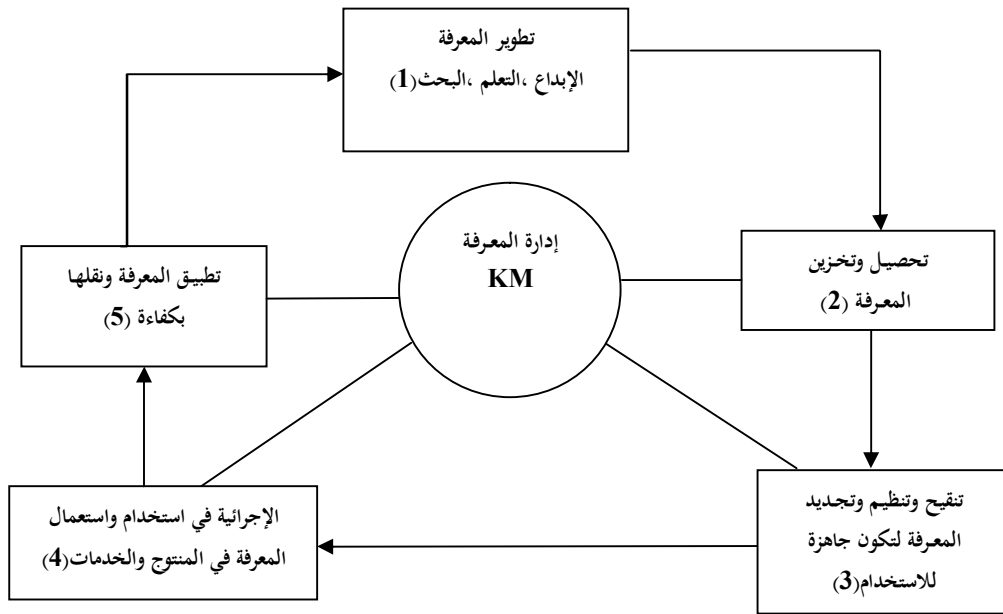 تطوير المعرفة
الإبداع ،التعلم ،البحث(1)
إدارة المعرفة
KM
تحصيل وتخزين
المعرفة (2)
تطبيق المعرفة ونقلها
بكفاءة (5)
تنقيح وتنظيم وتجديد
المعرفة لتكون جاهزة
للاستخدام(3)
الإجرائية في استخدام واستعمال
المعرفة في المنتوج والخدمات(4)